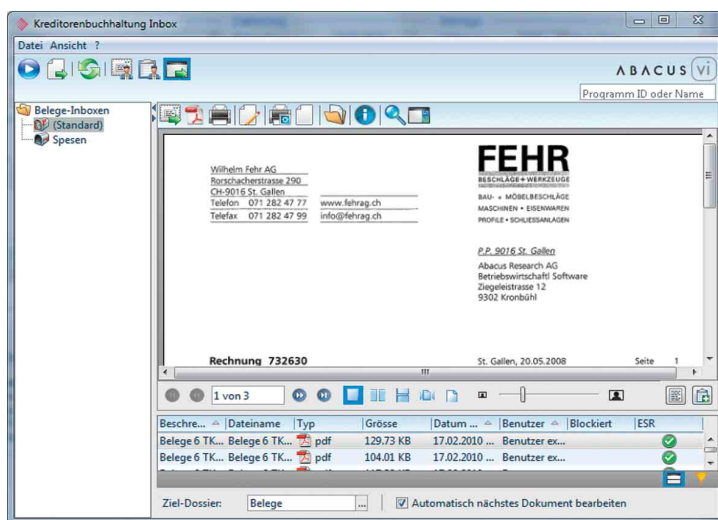 Kreditorenbuchhaltung Inbox
Datei Ansicht ?
ABACUS vi
Programm ID oder Name
Belege-Inboxen
(Standard)
Spesen
FEHR
BESCHLÄGE + WERKZEUGE
BAU- + MÖBELBESCHLÄGE
MASCHINEN • EISENWAREN
PROFILE • SCHLIESSANLAGEN
Wilhelm Fehr AG
Rorschacherstrasse 290
CH-9016 St. Gallen
Telefon 071 282 47 77 www.fehrag.ch
Telefax 071 282 47 99 info@fehrag.ch
P.P. 9016 St. Gallen
Abacus Research AG
Betriebswirtschaftl Software
Ziegeleistrasse 12
9302 Kronbühl
Rechnung 732630 St. Gallen, 20.05.2008 Seite 1
1 von 3
Beschre... Dateiname Typ Grösse Datum ... Benutzer Blockiert ESR
Belege 6 TK... Belege 6 TK... pdf 129.73 KB 17.02.2010 ... Benutzer ex...
Belege 6 TK... Belege 6 TK... pdf 104.01 KB 17.02.2010 ... Benutzer ex...
Ziel-Dossier: Belege ... Automatisch nächstes Dokument bearbeiten